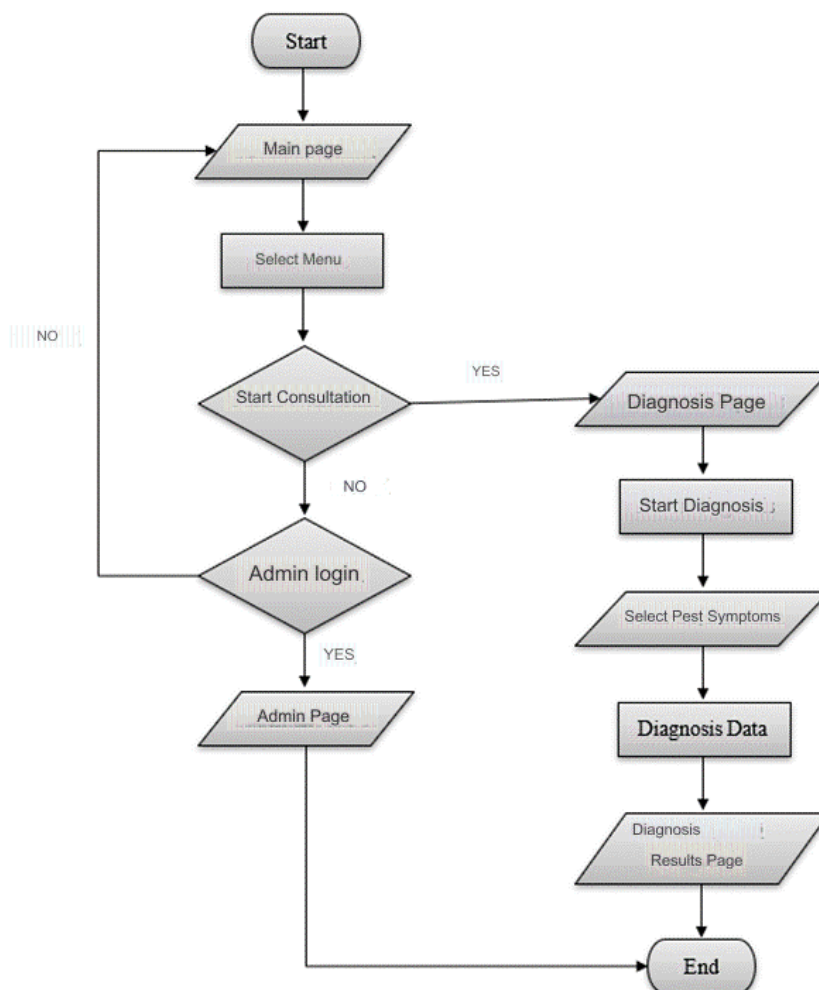 Start
Main page
Select Menu
NO
Start Consultation
YES
Diagnosis Page
NO
Start Diagnosis
Admin login
Select Pest Symptoms
YES
Admin Page
Diagnosis Data
Diagnosis
Results Page
End